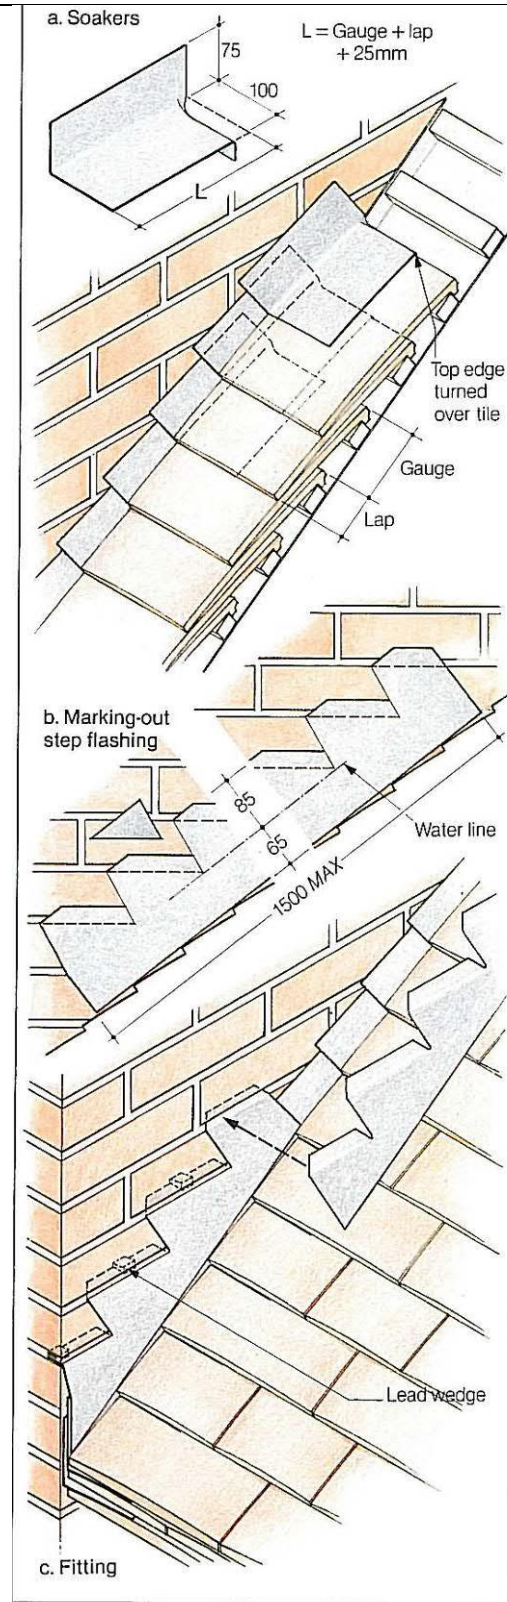 a. Soakers
L = Gauge + lap
+ 25mm
75
100
L
Top edge
turned
over tile
Gauge
Lap
b. Marking-out
step flashing
85
65
Water line
1500 MAX
Lead wedge
c. Fitting